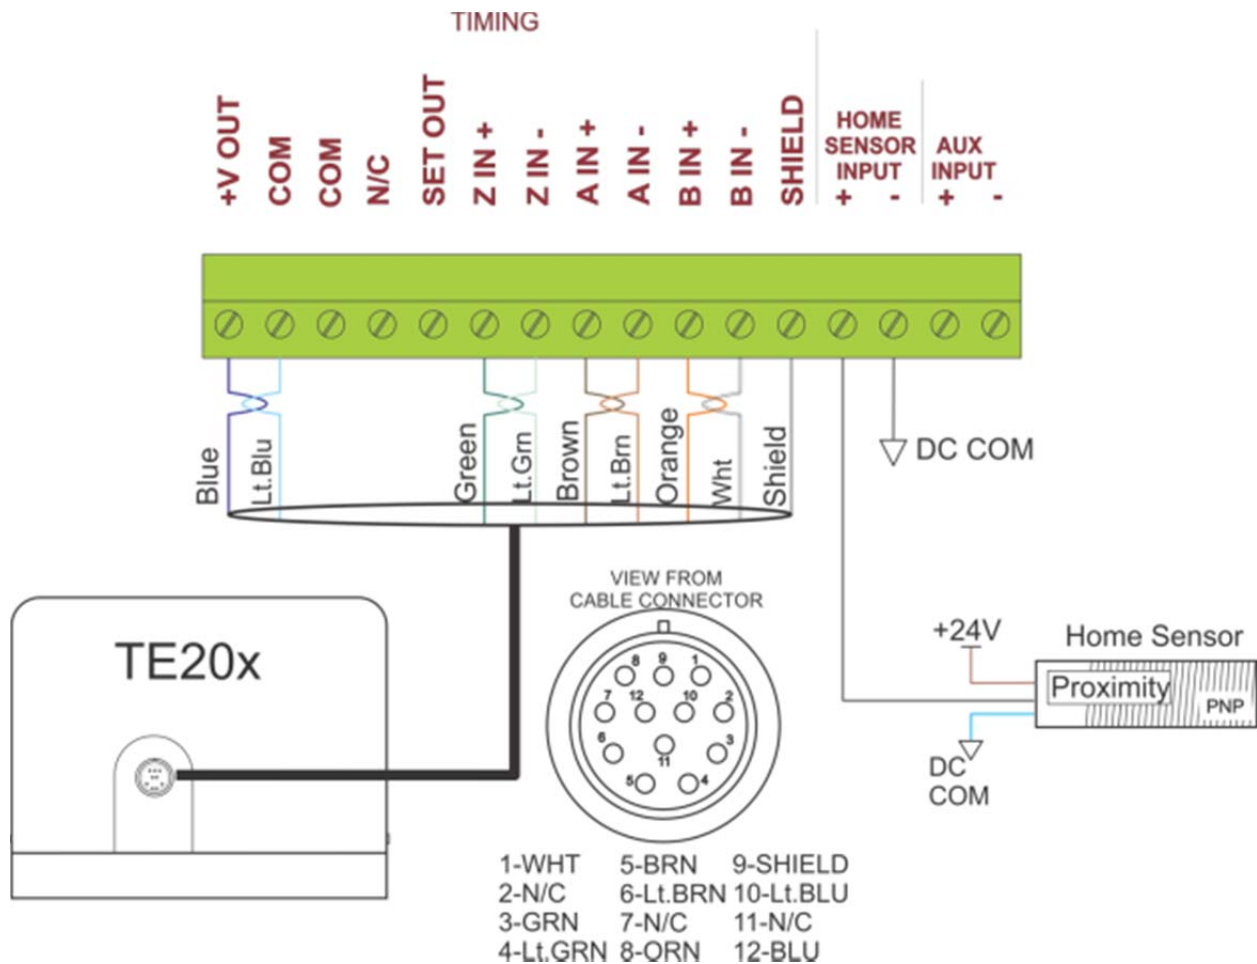 TIMING
+V OUT
COM
COM
N/C
SET OUT
Z IN +
Z IN -
A IN +
A IN -
B IN +
B IN -
SHIELD
HOME
SENSOR
INPUT
+ -
AUX
INPUT
+ -
Blue
Lt.Blu
Green
Lt.Grn
Brown
Lt.Brn
Orange
Wht
Shield
DC COM
VIEW FROM
CABLE CONNECTOR
8 9 1
7 12 10 2
6 11 3
5 4
TE20x
+24V
Home Sensor
Proximity
PNP
DC
COM
1-WHT 5-BRN 9-SHIELD
2-N/C 6-Lt.BRN 10-Lt.BLU
3-GRN 7-N/C 11-N/C
4-Lt.GRN 8-ORN 12-BLU